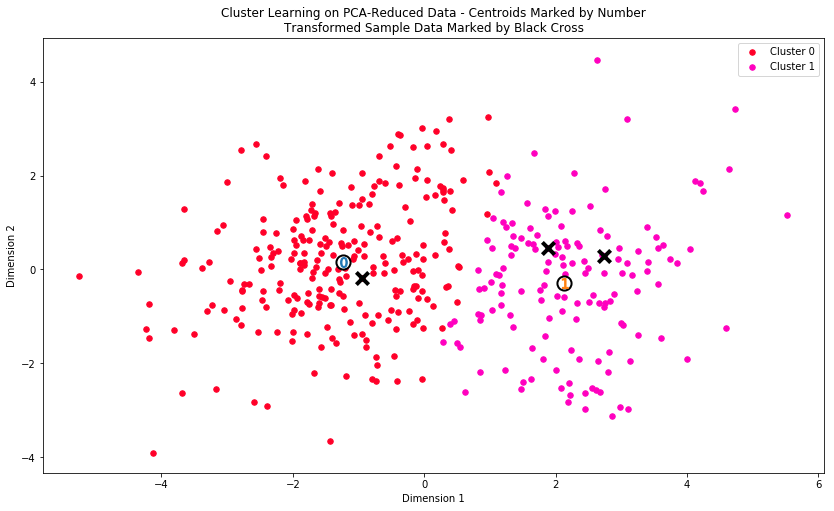 Cluster Learning on PCA-Reduced Data - Centroids Marked by Number
Transformed Sample Data Marked by Black Cross
Cluster 0
Cluster 1
Dimension 2
4
2
0
−2
−4
0
1
−4
−2
0
2
4
6
Dimension 1